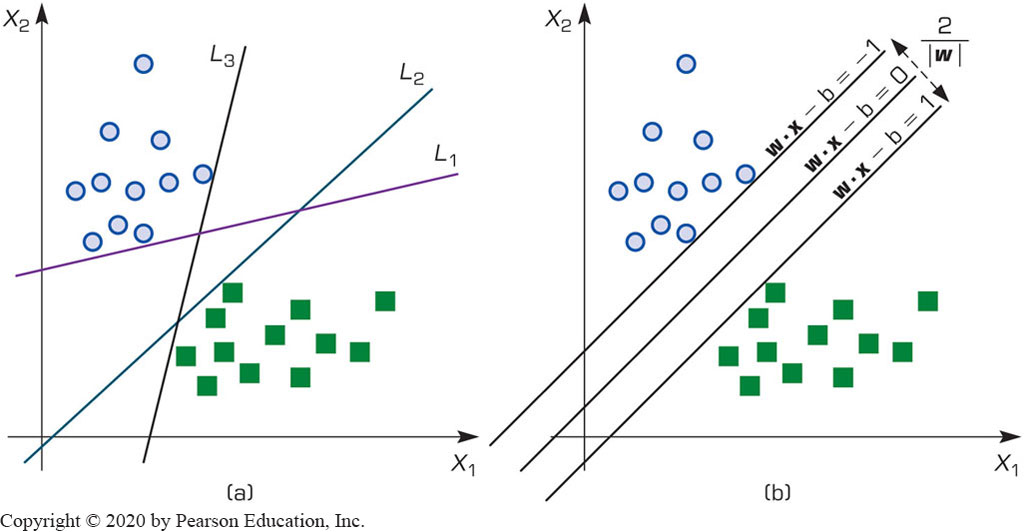 X₂
L₃
L₂
L₁
X₁
(a)
X₂
w·x − b = −1
w·x − b = 0
w·x − b = 1
2
|w|
X₁
(b)
Copyright © 2020 by Pearson Education, Inc.